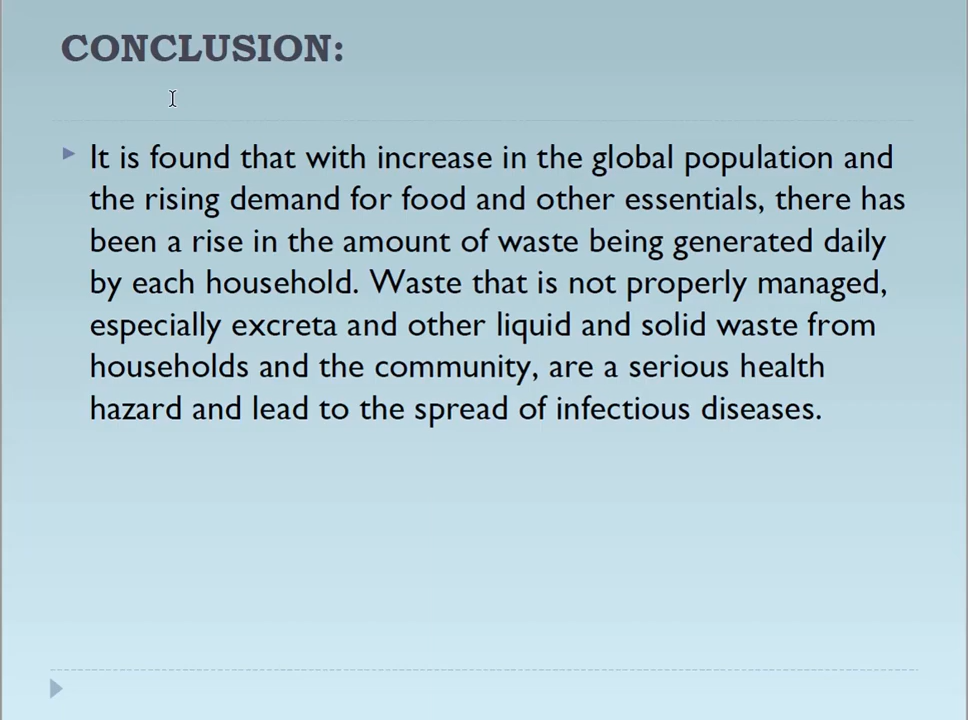 CONCLUSION:
It is found that with increase in the global population and
the rising demand for food and other essentials, there has
been a rise in the amount of waste being generated daily
by each household. Waste that is not properly managed,
especially excreta and other liquid and solid waste from
households and the community, are a serious health
hazard and lead to the spread of infectious diseases.